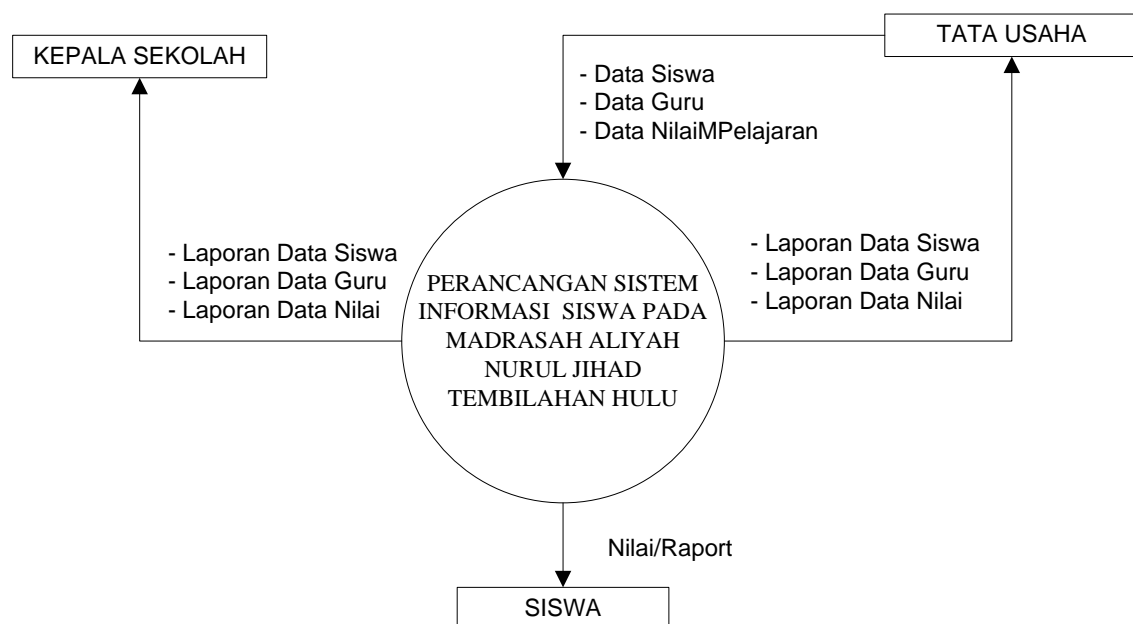 KEPALA SEKOLAH
TATA USAHA
- Data Siswa
- Data Guru
- Data NilaiMPelajaran
- Laporan Data Siswa
- Laporan Data Guru
- Laporan Data Nilai
PERANCANGAN SISTEM
INFORMASI SISWA PADA
MADRASAH ALIYAH
NURUL JIHAD
TEMBILAHAN HULU
- Laporan Data Siswa
- Laporan Data Guru
- Laporan Data Nilai
Nilai/Raport
SISWA